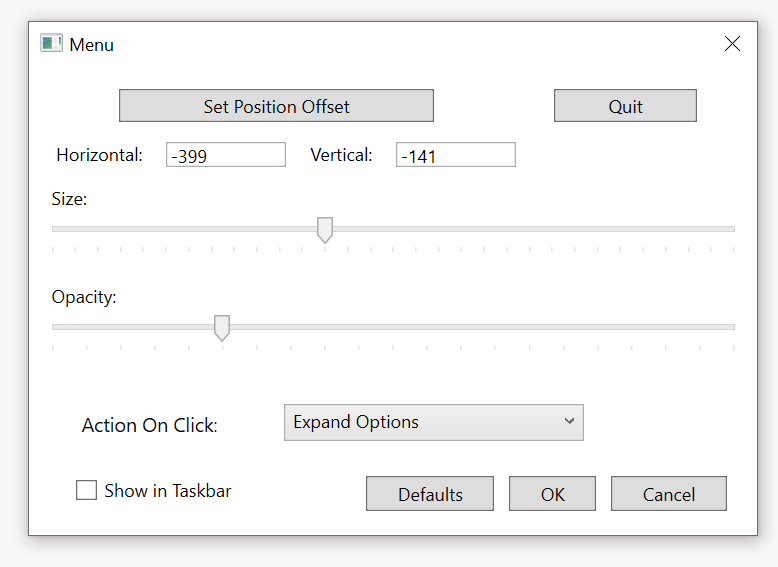 Menu
Set Position Offset Quit
Horizontal: -399 Vertical: -141
Size:
Opacity:
Action On Click: Expand Options
Show in Taskbar Defaults OK Cancel